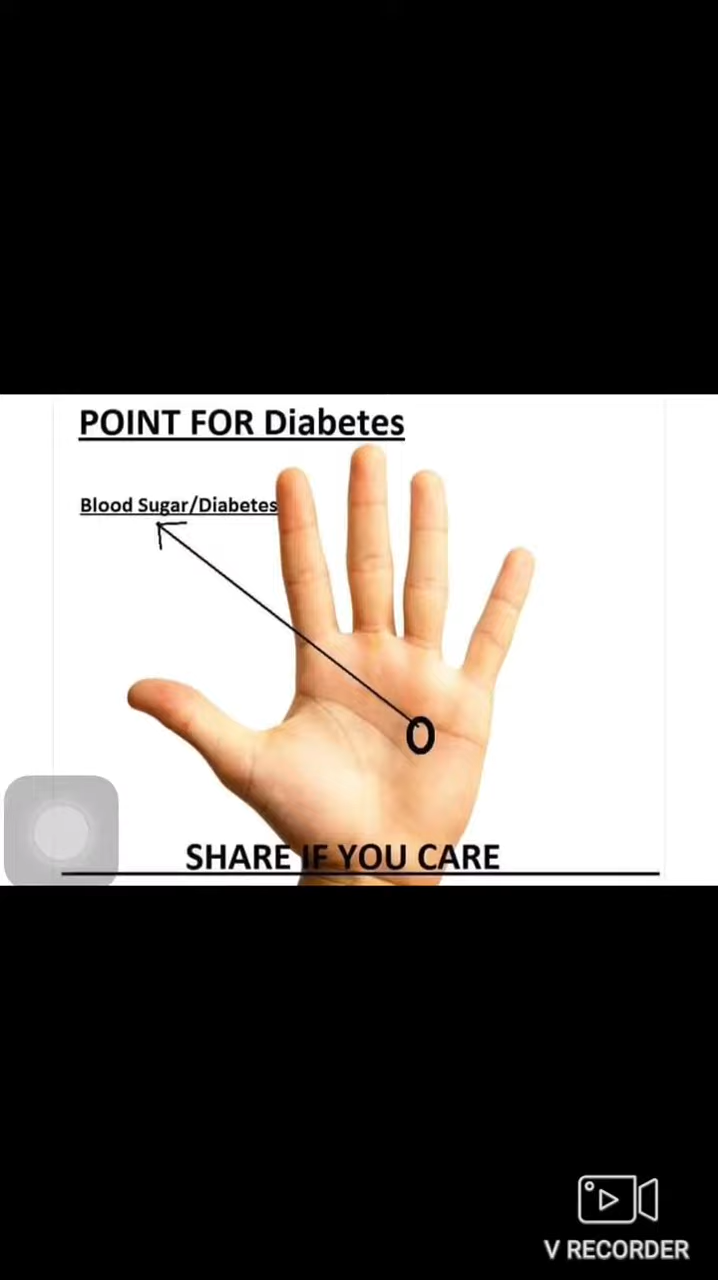 POINT FOR Diabetes
Blood Sugar/Diabetes
SHARE IF YOU CARE
V RECORDER